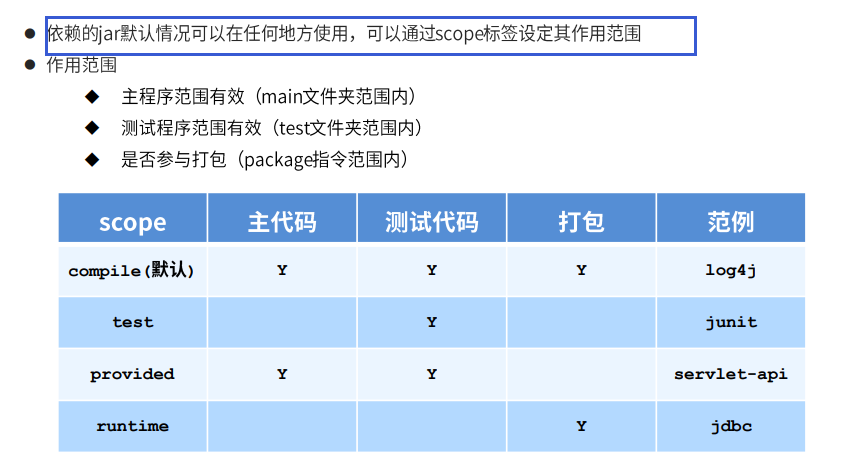 依赖的jar默认情况可以在任何地方使用，可以通过scope标签设定其作用范围
作用范围
主程序范围有效（main文件夹范围内）
测试程序范围有效（test文件夹范围内）
是否参与打包（package指令范围内）
scope 主代码 测试代码 打包 范例
compile(默认) Y Y Y log4j
test Y junit
provided Y Y servlet-api
runtime Y jdbc